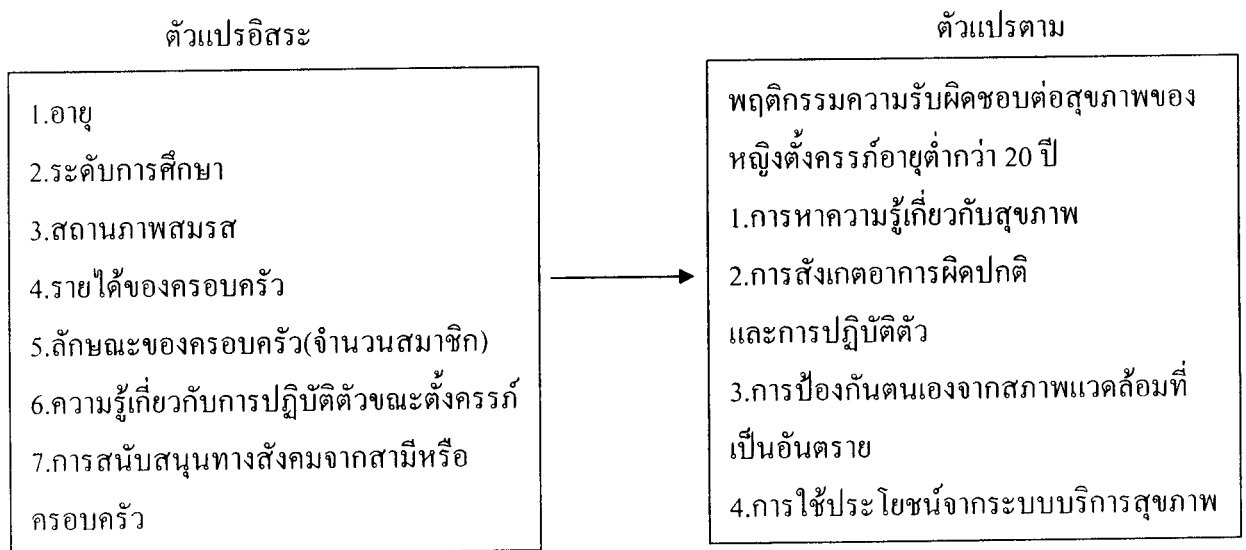 ตัวแปรอิสระ
1.อายุ
2.ระดับการศึกษา
3.สถานภาพสมรส
4.รายได้ของครอบครัว
5.ลักษณะของครอบครัว(จำนวนสมาชิก)
6.ความรู้เกี่ยวกับการปฏิบัติตัวขณะตั้งครรภ์
7.การสนับสนุนทางสังคมจากสามีหรือ
ครอบครัว
ตัวแปรตาม
พฤติกรรมความรับผิดชอบต่อสุขภาพของ
หญิงตั้งครรภ์อายุต่ำกว่า 20 ปี
1.การหาความรู้เกี่ยวกับสุขภาพ
2.การสังเกตอาการผิดปกติ
และการปฏิบัติตัว
3.การป้องกันตนเองจากสภาพแวดล้อมที่
เป็นอันตราย
4.การใช้ประโยชน์จากระบบบริการสุขภาพ